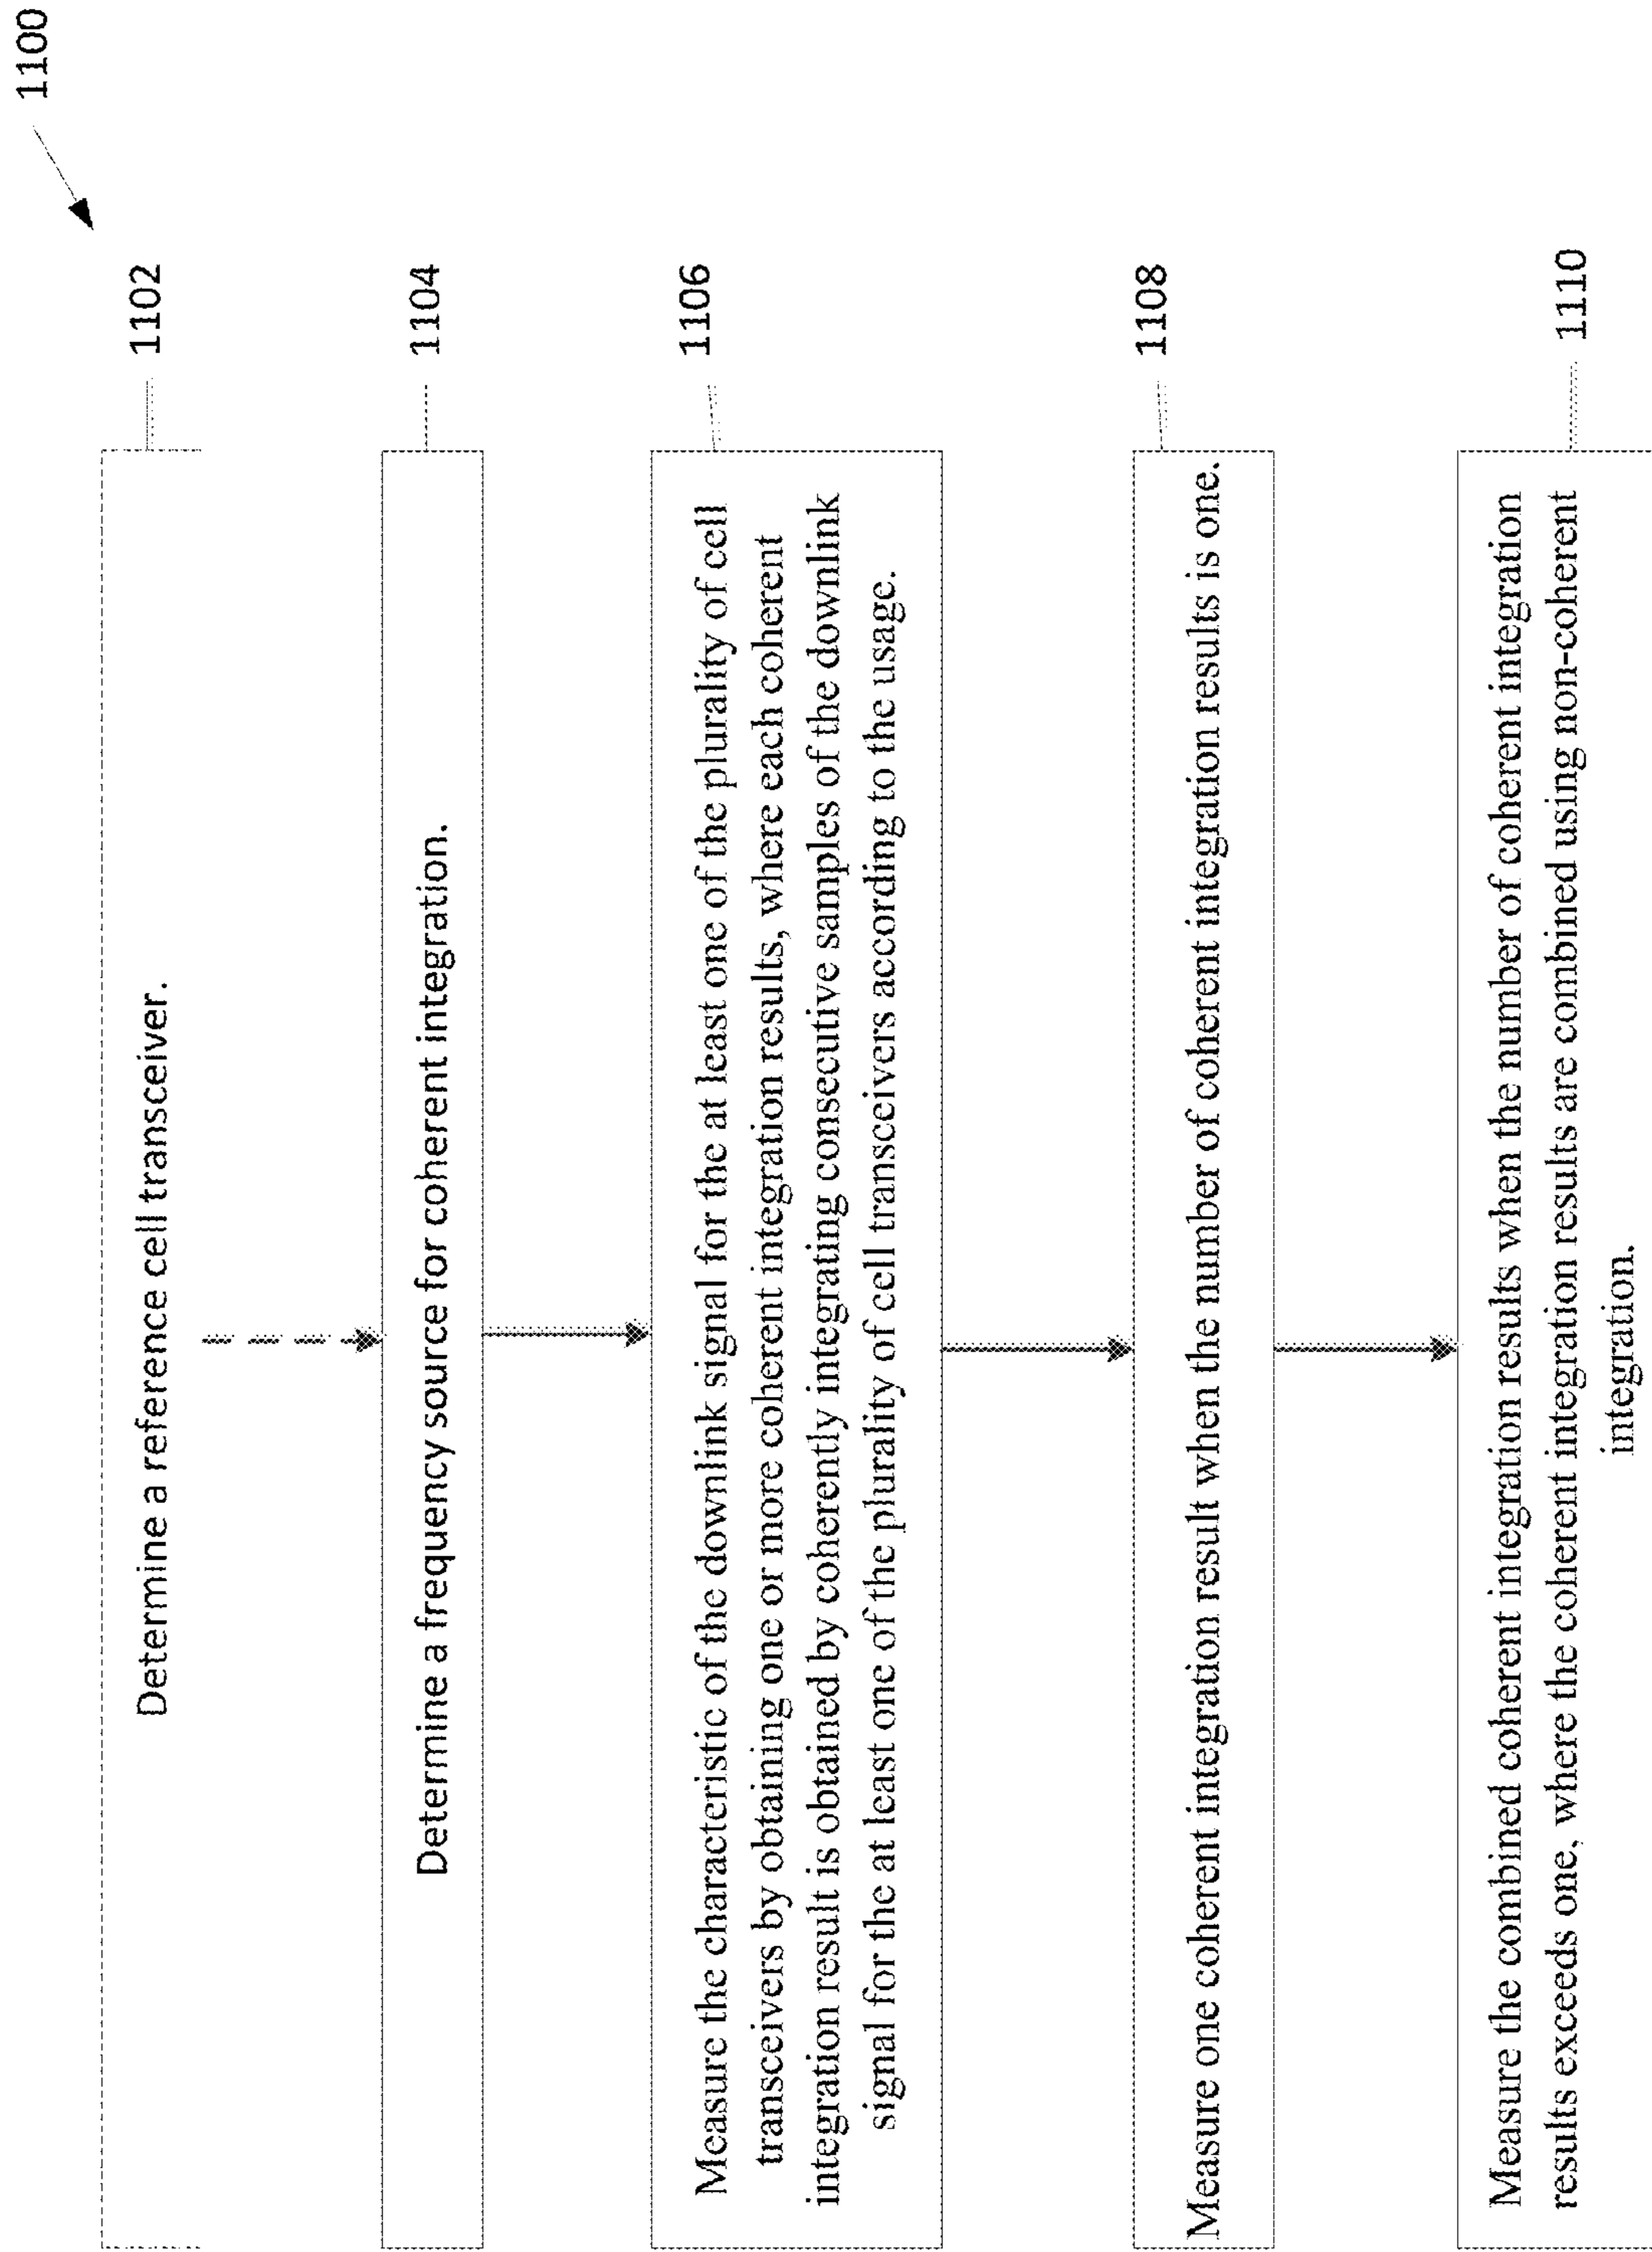 1100
Determine a reference cell transceiver.
1102
Determine a frequency source for coherent integration.
1104
Measure the characteristic of the downlink signal for the at least one of the plurality of cell
transceivers by obtaining one or more coherent integration results, where each coherent
integration result is obtained by coherently integrating consecutive samples of the downlink
signal for the at least one of the plurality of cell transceivers according to the usage.
1106
Measure one coherent integration result when the number of coherent integration results is one.
1108
Measure the combined coherent integration results when the number of coherent integration
results exceeds one, where the coherent integration results are combined using non-coherent
integration.
1110